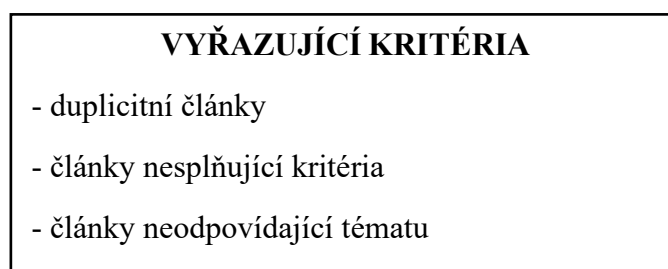 VYŘAZUJÍCÍ KRITÉRIA
- duplicitní články
- články nesplňující kritéria
- články neodpovídající tématu